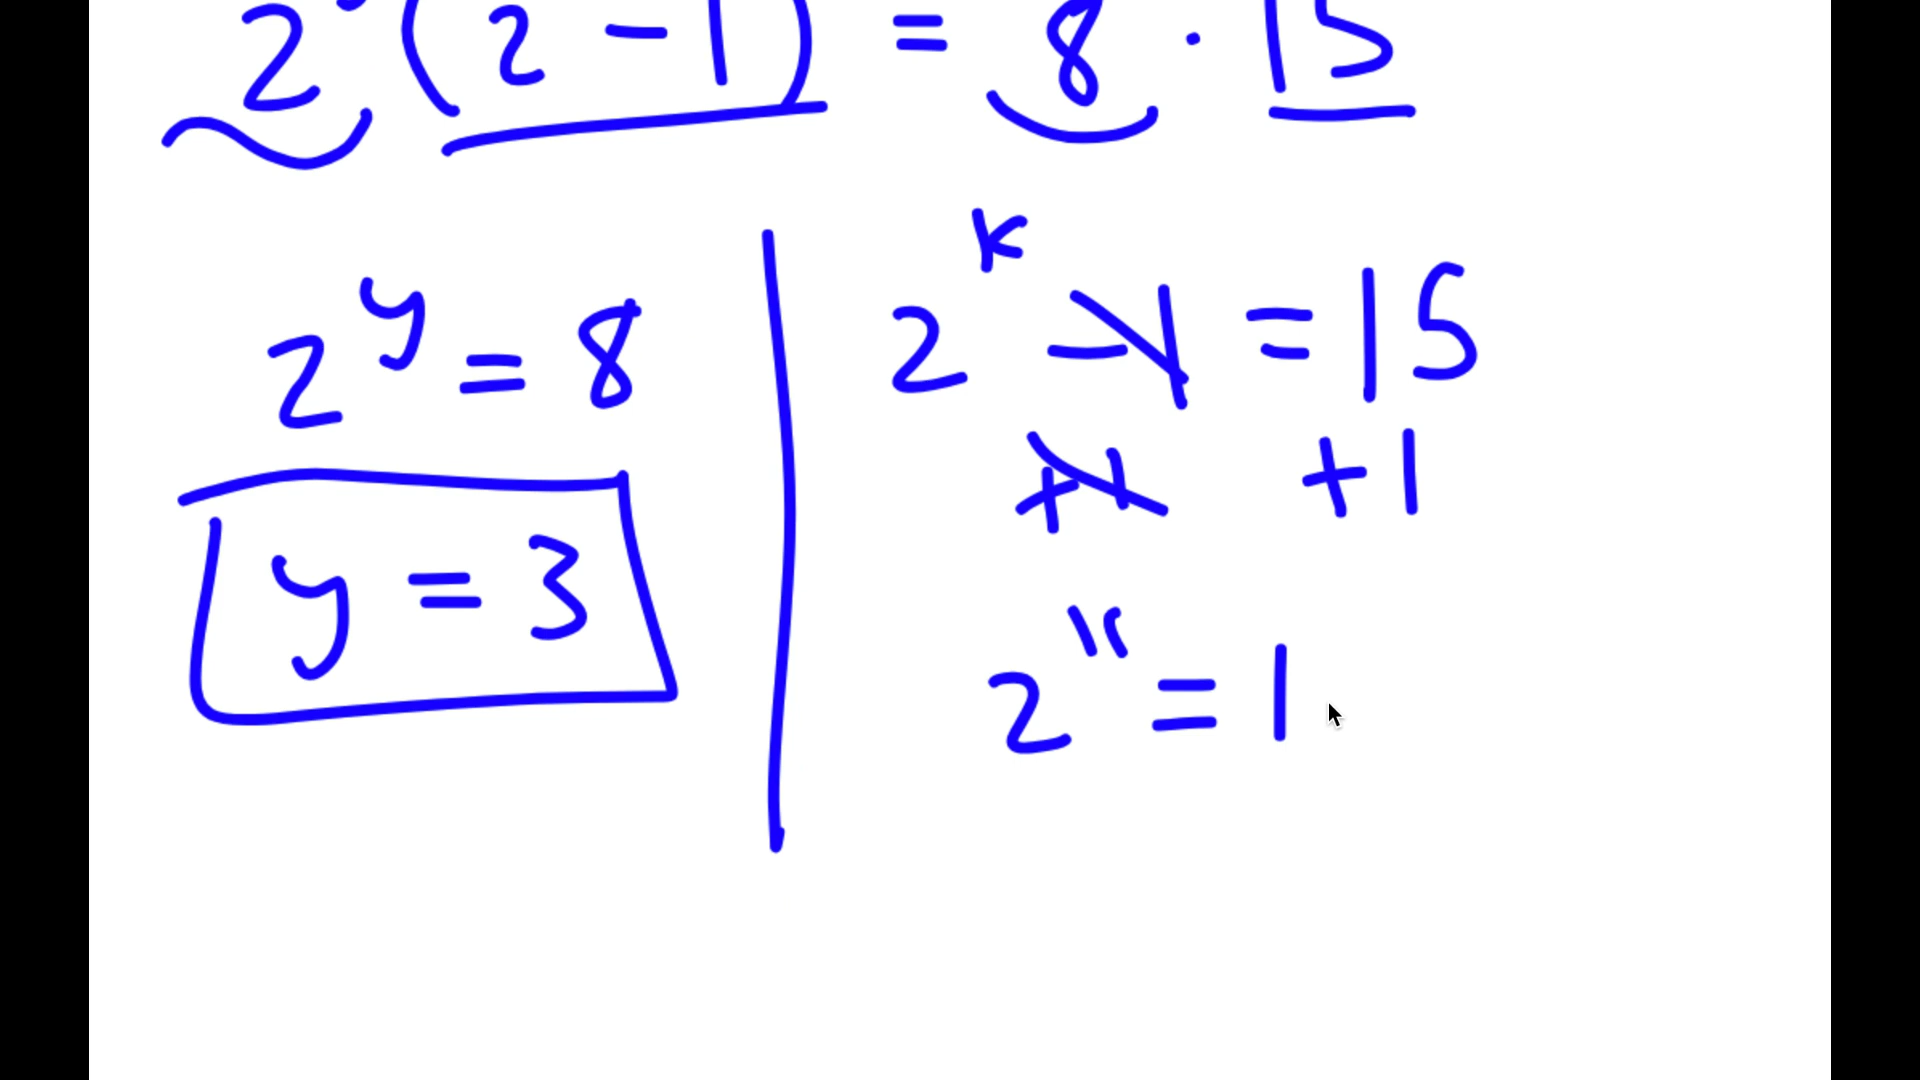 2 (2 - 1) = 8 · 15
2^y = 8
y = 3
2^k - 1 = 15
+1 +1
2^k = 1